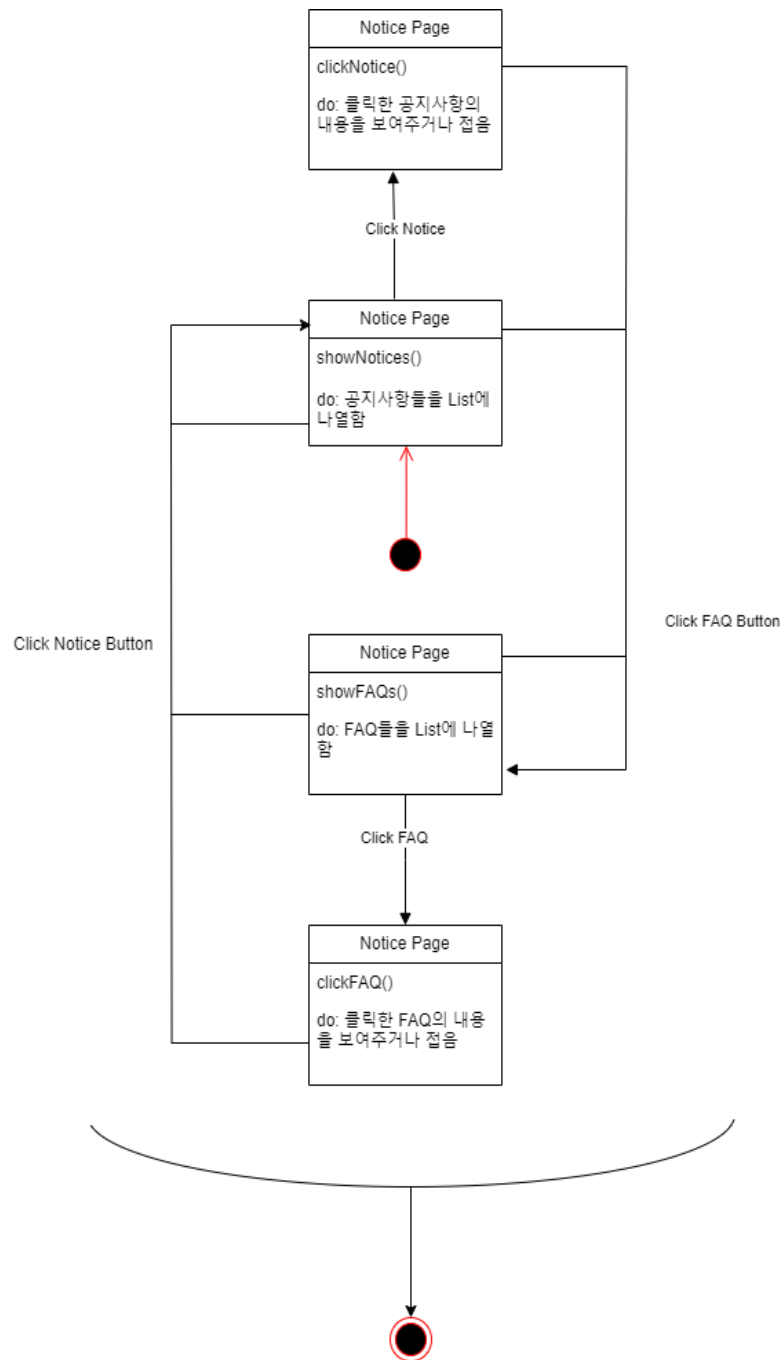 Notice Page
clickNotice()
do: 클릭한 공지사항의
내용을 보여주거나 접음
Click Notice
Notice Page
showNotices()
do: 공지사항들을 List에
나열함
Click Notice Button
Click FAQ Button
Notice Page
showFAQs()
do: FAQ들을 List에 나열
함
Click FAQ
Notice Page
clickFAQ()
do: 클릭한 FAQ의 내용
을 보여주거나 접음